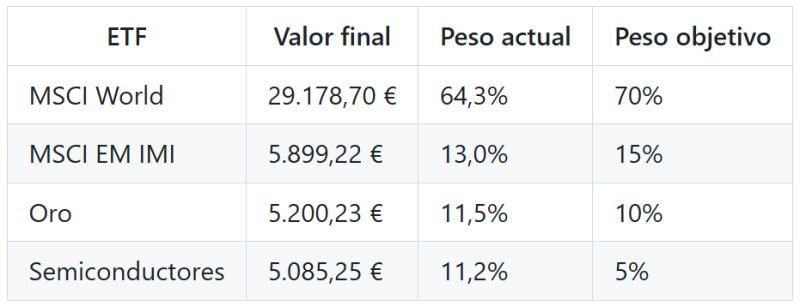 ETF Valor final Peso actual Peso objetivo
MSCI World 29.178,70 € 64,3% 70%
MSCI EM IMI 5.899,22 € 13,0% 15%
Oro 5.200,23 € 11,5% 10%
Semiconductores 5.085,25 € 11,2% 5%